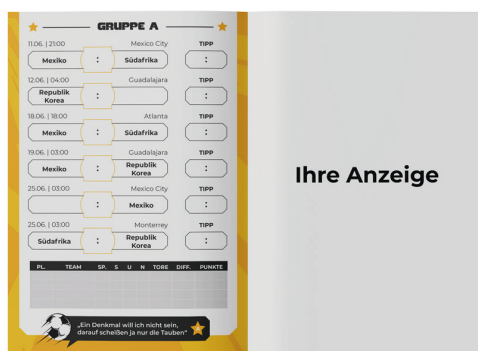 GRUPPE A
11.06. | 21:00 Mexico City TIPP
Mexiko : Südafrika :
12.06. | 04:00 Guadalajara TIPP
Republik
Korea : :
18.06. | 18:00 Atlanta TIPP
Mexiko : Südafrika :
19.06. | 03:00 Guadalajara TIPP
Mexiko : Republik
Korea :
25.06. | 03:00 Mexico City TIPP
: Mexiko :
25.06. | 03:00 Monterrey TIPP
Südafrika : Republik
Korea :
PL. TEAM SP. S U N TORE DIFF. PUNKTE
„Ein Denkmal will ich nicht sein,
darauf scheißen ja nur die Tauben“
Ihre Anzeige